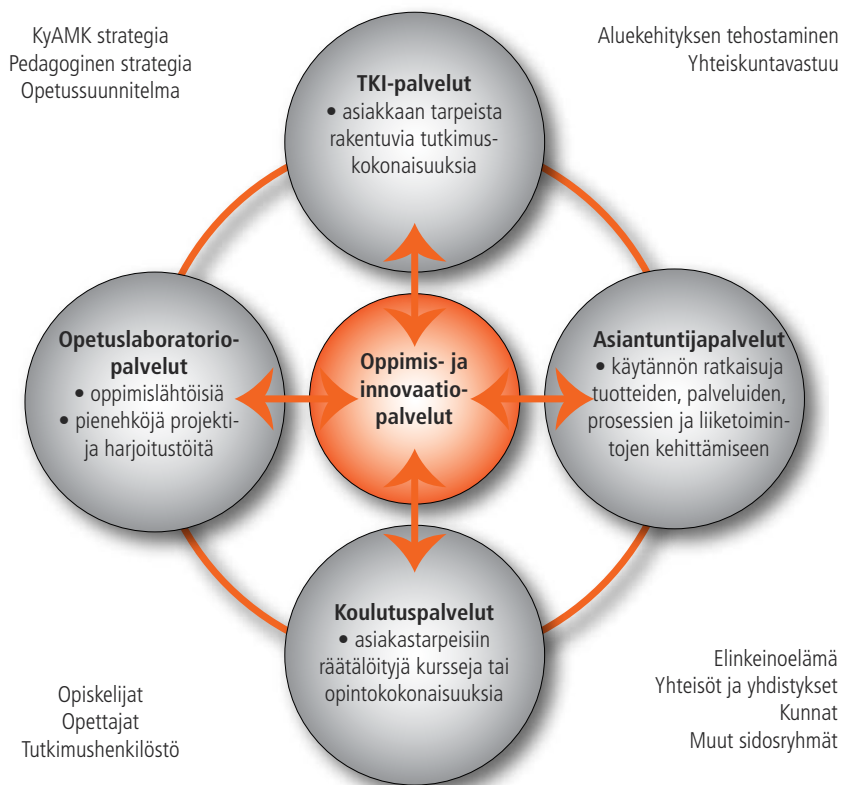 KyAMK strategia
Pedagoginen strategia
Opetussuunnitelma
Aluekehityksen tehostaminen
Yhteiskuntavastuu
TKI-palvelut
• asiakkaan tarpeista
rakentuvia tutkimus-
kokonaisuuksia
Opetuslaboratorio-
palvelut
• oppimislähtöisiä
• pienehköjä projekti-
ja harjoitustöitä
Oppimis- ja
innovaatio-
palvelut
Asiantuntijapalvelut
• käytännön ratkaisuja
tuotteiden, palveluiden,
prosessien ja liiketoimin-
tojen kehittämiseen
Koulutuspalvelut
• asiakastarpeisiin
räätälöityjä kursseja tai
opintokokonaisuuksia
Opiskelijat
Opettajat
Tutkimushenkilöstö
Elinkeinoelämä
Yhteisöt ja yhdistykset
Kunnat
Muut sidosryhmät